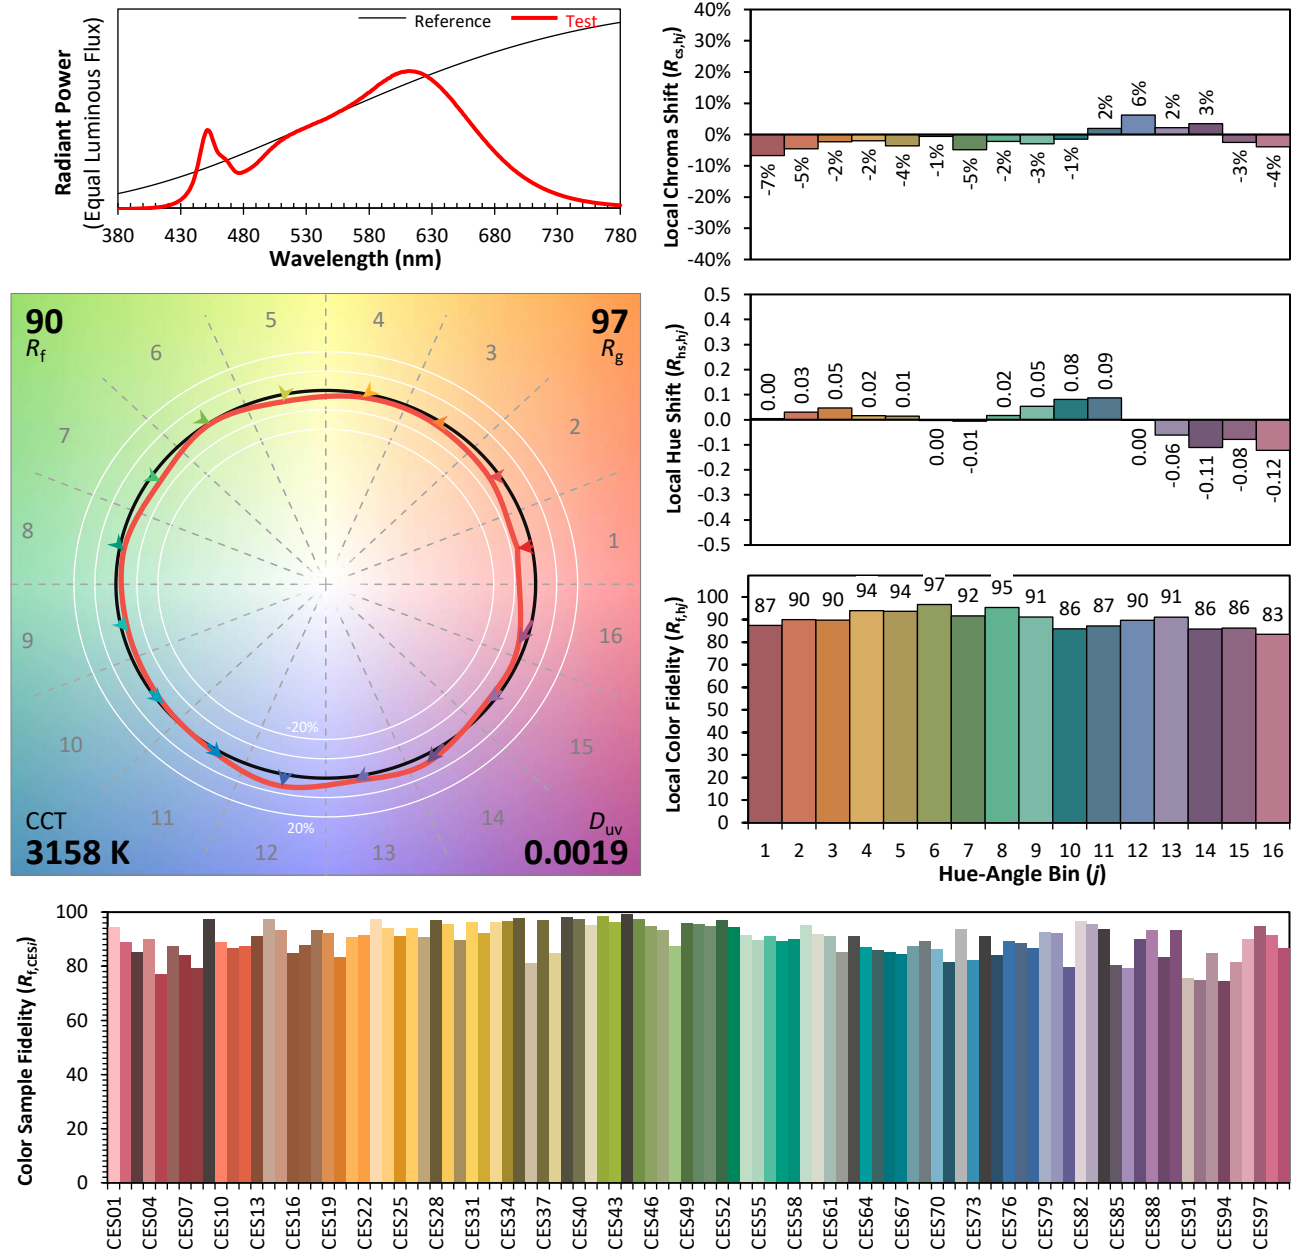 Radiant Power
(Equal Luminous Flux)
Reference
Test
380 430 480 530 580 630 680 730 780
Wavelength (nm)
Local Chroma Shift (Rcs,hj)
40%
30%
20%
10%
0%
-10%
-20%
-30%
-40%
-7% -5% -2% -2% -4% -1% -5% -2% -3% -1% 2% 6% 2% 3% -3% -4%
90
Rf
97
Rg
5 4
6 3
7 2
8 1
9 16
10 15
11 14
12 13
-20%
20%
CCT
3158 K
Duv
0.0019
Local Hue Shift (Rhs,hj)
0.5
0.4
0.3
0.2
0.1
0.0
-0.1
-0.2
-0.3
-0.4
-0.5
0.00 0.03 0.05 0.02 0.01 0.00 -0.01 0.02 0.05 0.08 0.09 0.00 -0.06 -0.11 -0.08 -0.12
Local Color Fidelity (Rf,hj)
100
90
80
70
60
50
40
30
20
10
0
87 90 90 94 94 97 92 95 91 86 87 90 91 86 86 83
1 2 3 4 5 6 7 8 9 10 11 12 13 14 15 16
Hue-Angle Bin (j)
Color Sample Fidelity (Rf,CESi)
100
80
60
40
20
0
CES01 CES04 CES07 CES10 CES13 CES16 CES19 CES22 CES25 CES28 CES31 CES34 CES37 CES40 CES43 CES46 CES49 CES52 CES55 CES58 CES61 CES64 CES67 CES70 CES73 CES76 CES79 CES82 CES85 CES88 CES91 CES94 CES97